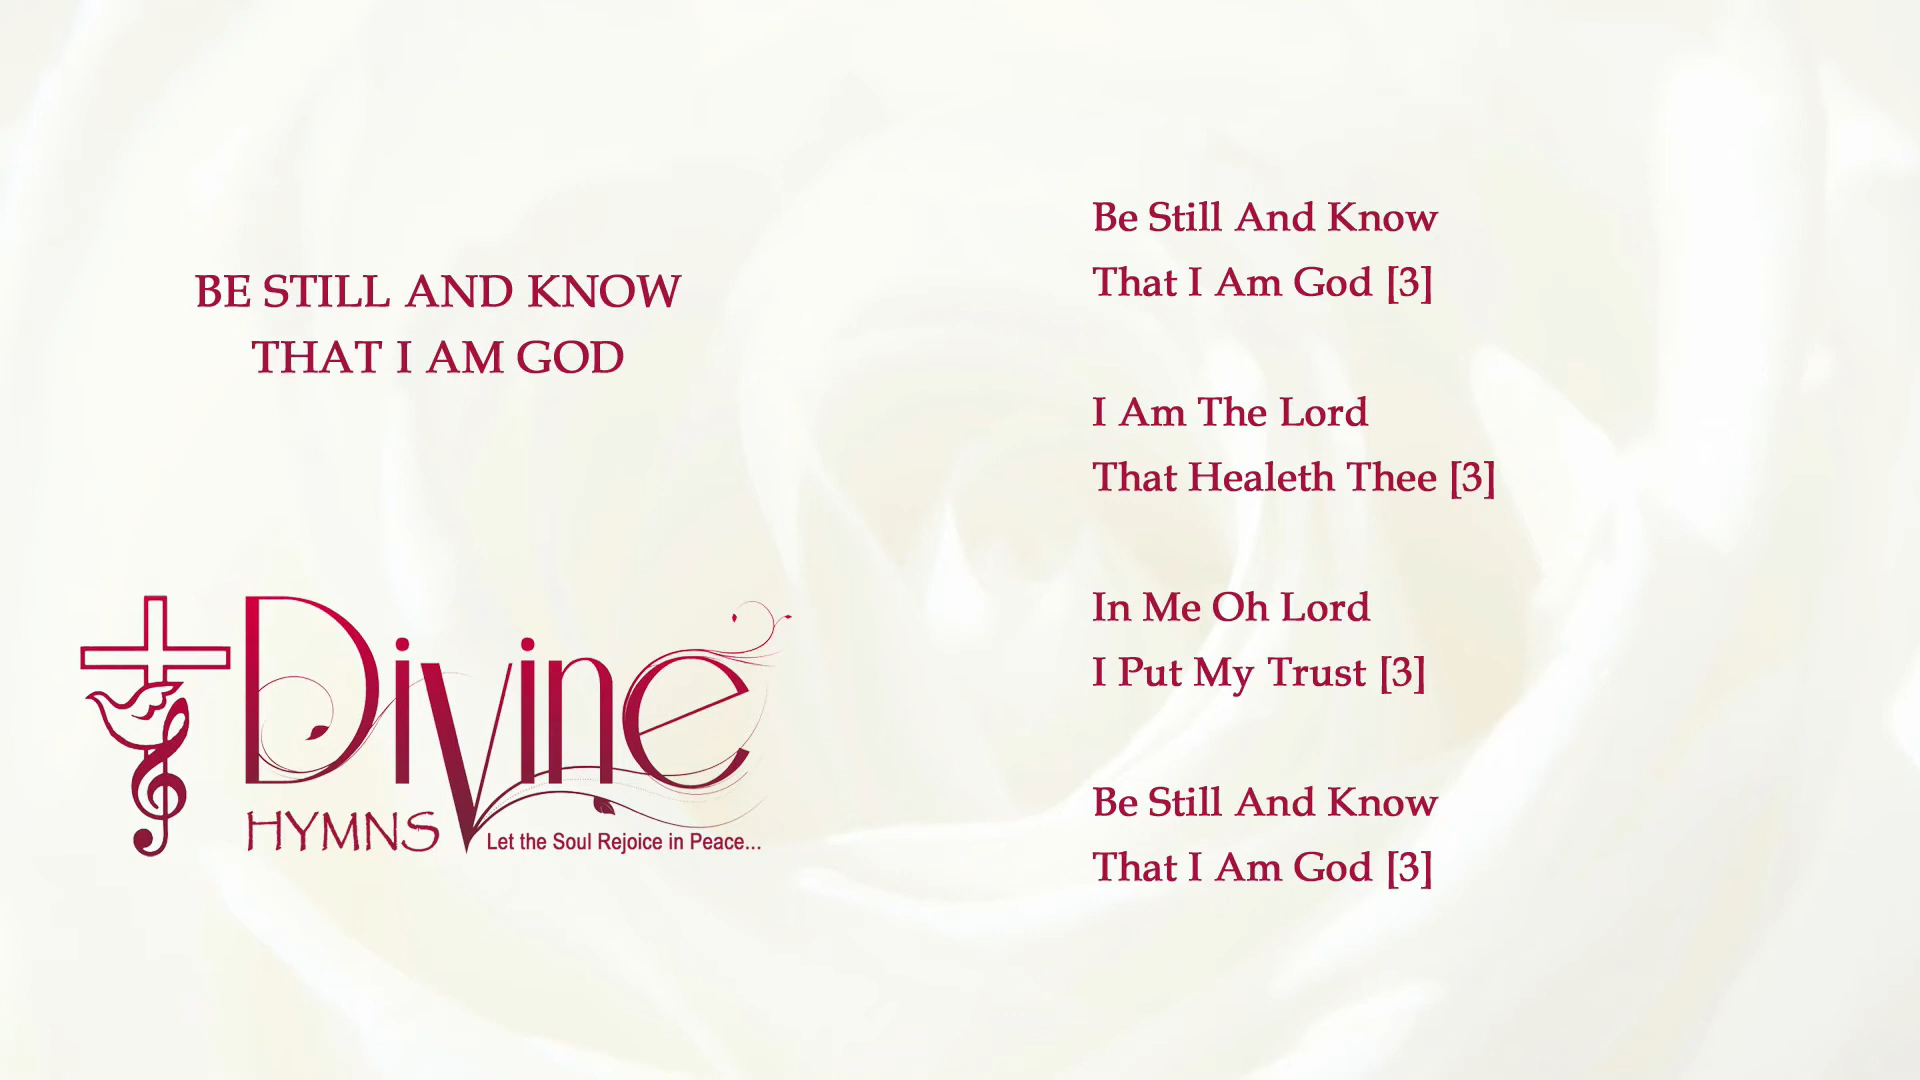 BE STILL AND KNOW
THAT I AM GOD
Divine
HYMNS
Let the Soul Rejoice in Peace...
Be Still And Know
That I Am God [3]
I Am The Lord
That Healeth Thee [3]
In Me Oh Lord
I Put My Trust [3]
Be Still And Know
That I Am God [3]